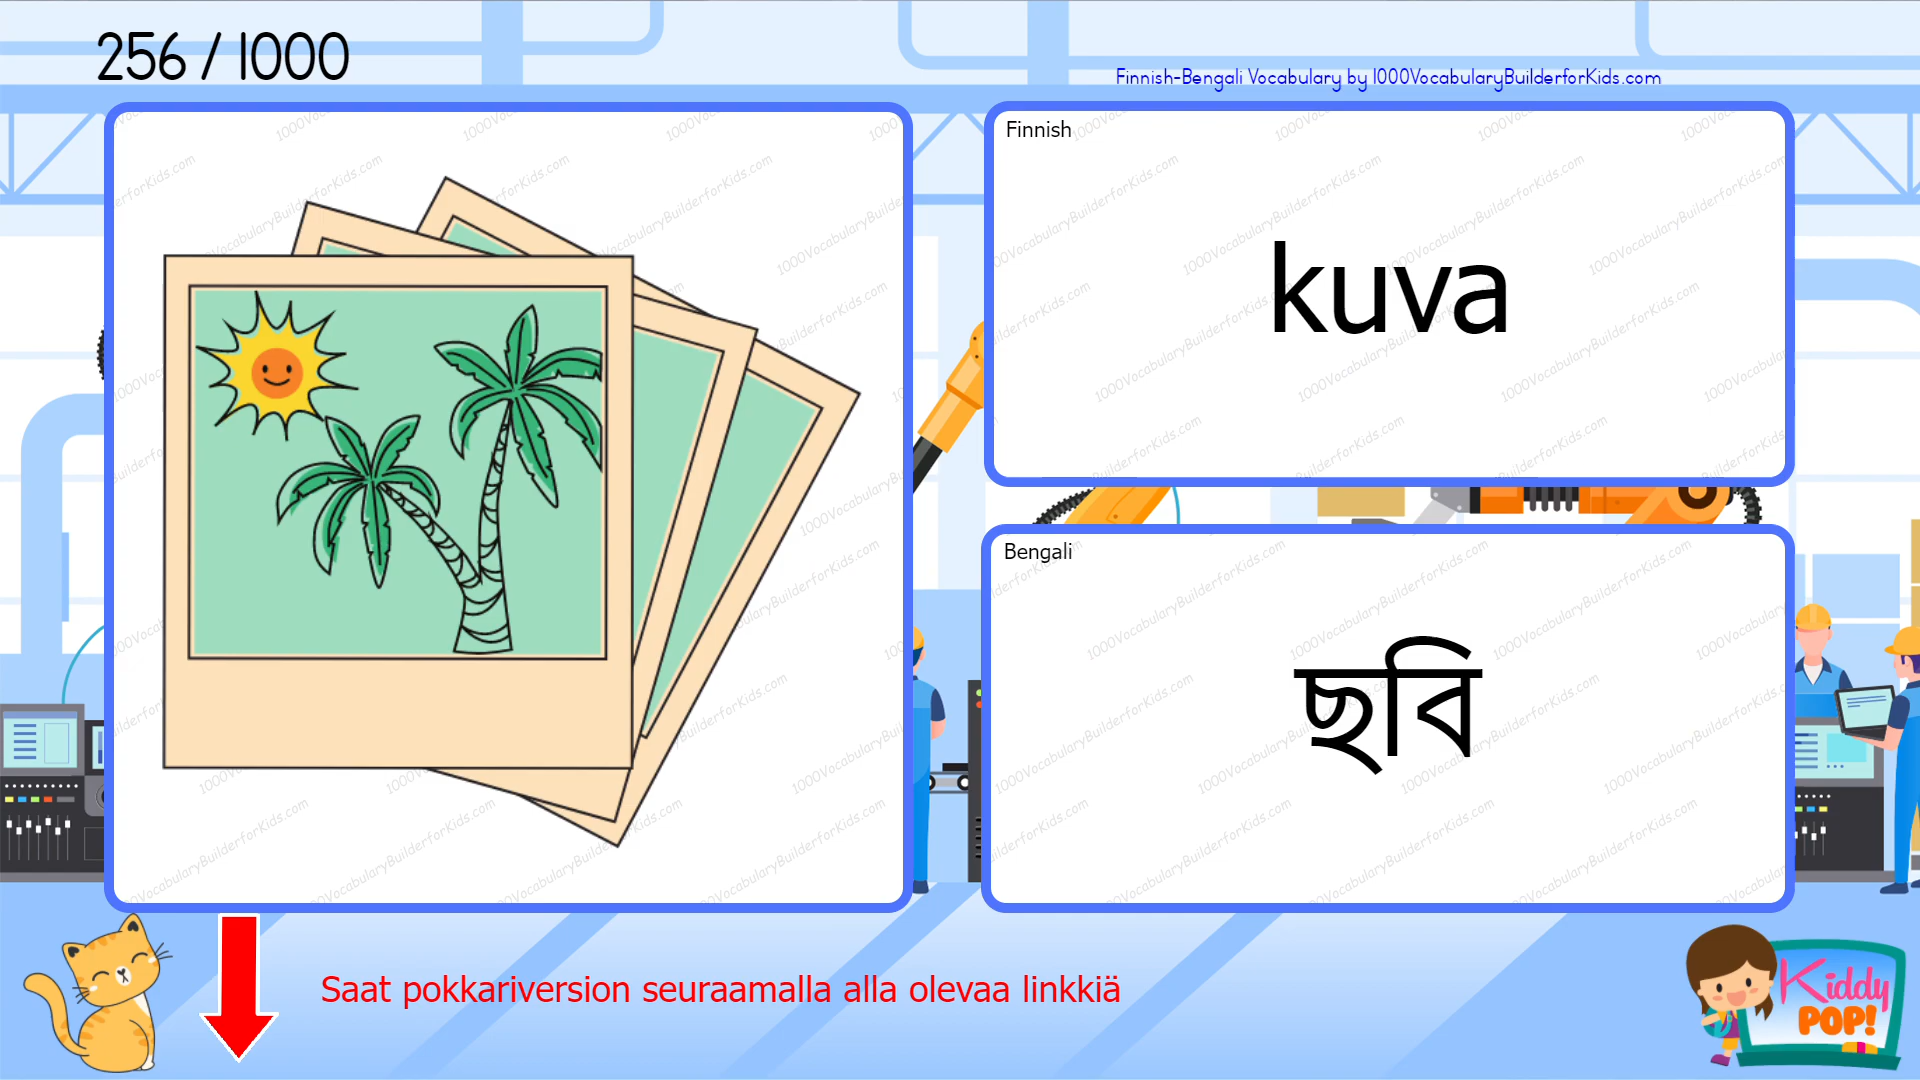 256 / 1000
Finnish-Bengali Vocabulary by 1000VocabularyBuilderforKids.com
Finnish
kuva
Bengali
ছবি
Saat pokkariversion seuraamalla alla olevaa linkkiä
Kiddy
POP!